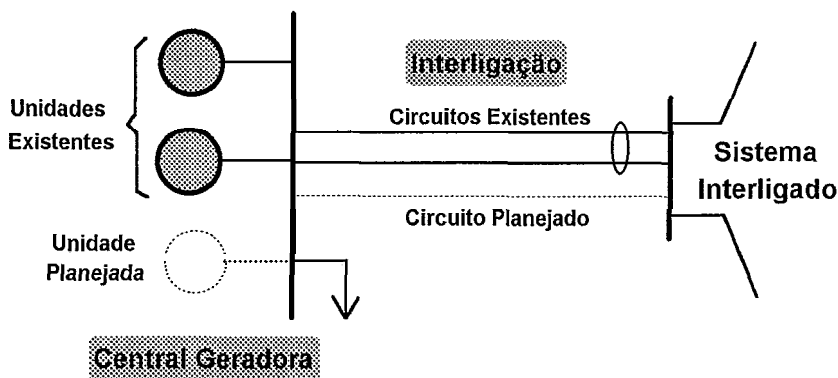 Interligação
Unidades
Existentes
Circuitos Existentes
Sistema
Interligado
Circuito Planejado
Unidade
Planejada
Central Geradora